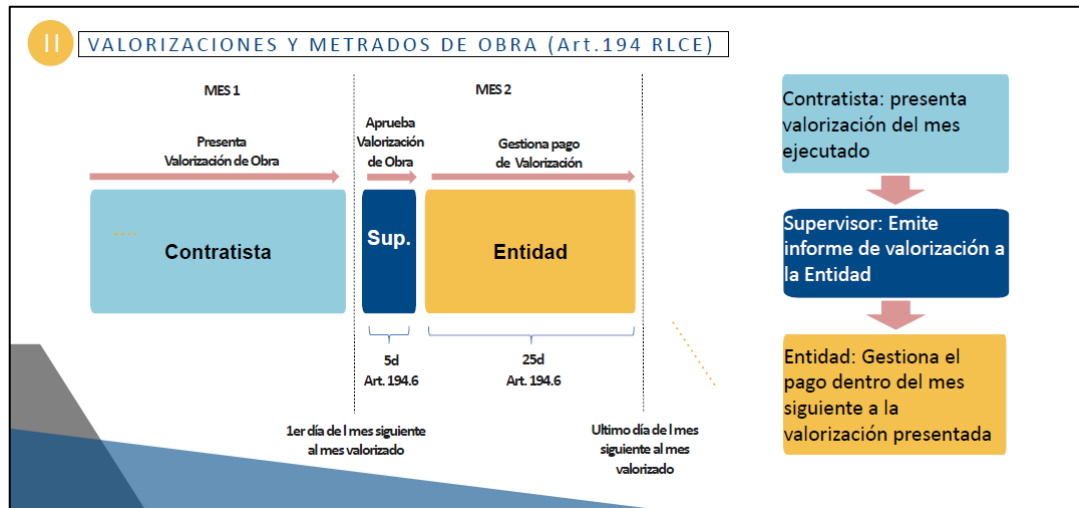 II
VALORIZACIONES Y METRADOS DE OBRA (Art.194 RLCE)
MES 1
MES 2
Presenta
Valorización de Obra
Aprueba
Valorización
de Obra
Gestiona pago
de Valorización
Contratista
Sup.
Entidad
5d
Art. 194.6
25d
Art. 194.6
1er día de l mes siguiente
al mes valorizado
Ultimo día de l mes
siguiente al mes
valorizado
Contratista: presenta
valorización del mes
ejecutado
Supervisor: Emite
informe de valorización a
la Entidad
Entidad: Gestiona el
pago dentro del mes
siguiente a la
valorización presentada